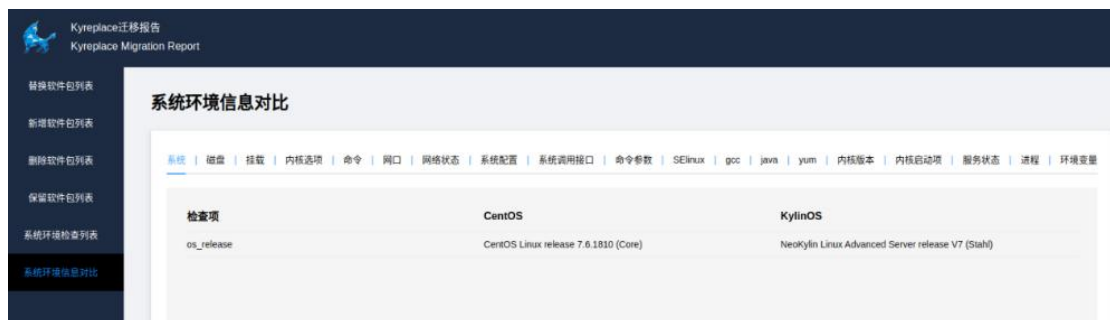 Kyreplace迁移报告
Kyreplace Migration Report
替换软件包列表
新增软件包列表
删除软件包列表
保留软件包列表
系统环境检查列表
系统环境信息对比
系统环境信息对比
系统 | 磁盘 | 挂载 | 内核选项 | 命令 | 网口 | 网络状态 | 系统配置 | 系统调用接口 | 命令参数 | SElinux | gcc | java | yum | 内核版本 | 内核启动项 | 服务状态 | 进程 | 环境变量
检查项 CentOS KylinOS
os_release CentOS Linux release 7.6.1810 (Core) NeoKylin Linux Advanced Server release V7 (Stahl)